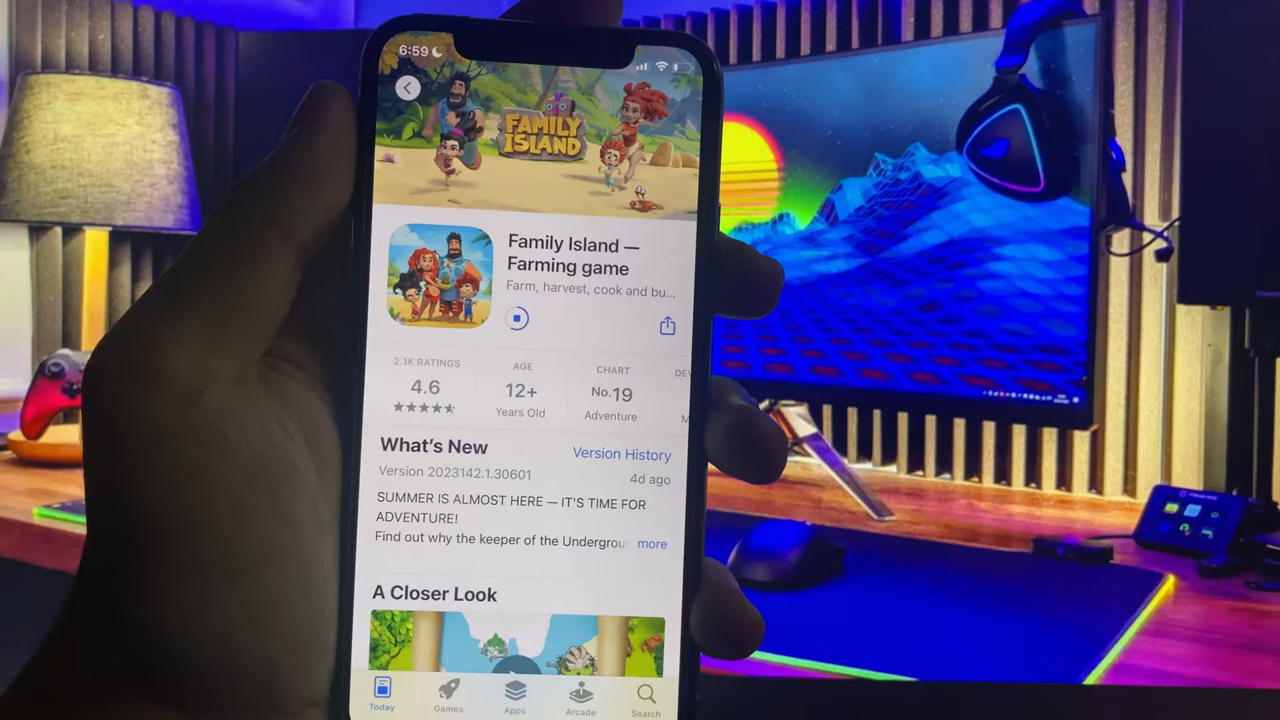 6:59
FAMILY
ISLAND
Family Island —
Farming game
Farm, harvest, cook and bu...
2.1K RATINGS
4.6
AGE
12+
Years Old
CHART
No.19
Adventure
DEV
M
What's New
Version History
Version 2023142.1.30601
4d ago
SUMMER IS ALMOST HERE — IT'S TIME FOR
ADVENTURE!
Find out why the keeper of the Undergrou
more
A Closer Look
Today
Games
Apps
Arcade
Search